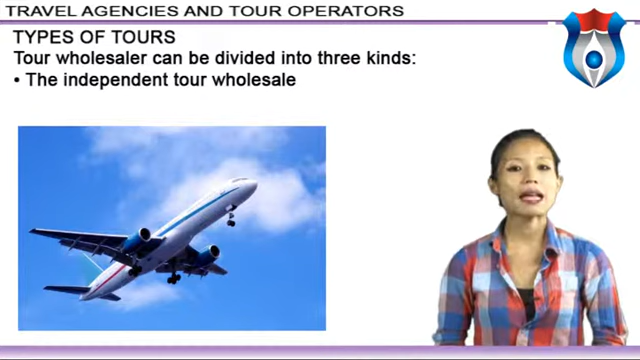 TRAVEL AGENCIES AND TOUR OPERATORS
TYPES OF TOURS
Tour wholesaler can be divided into three kinds:
• The independent tour wholesale